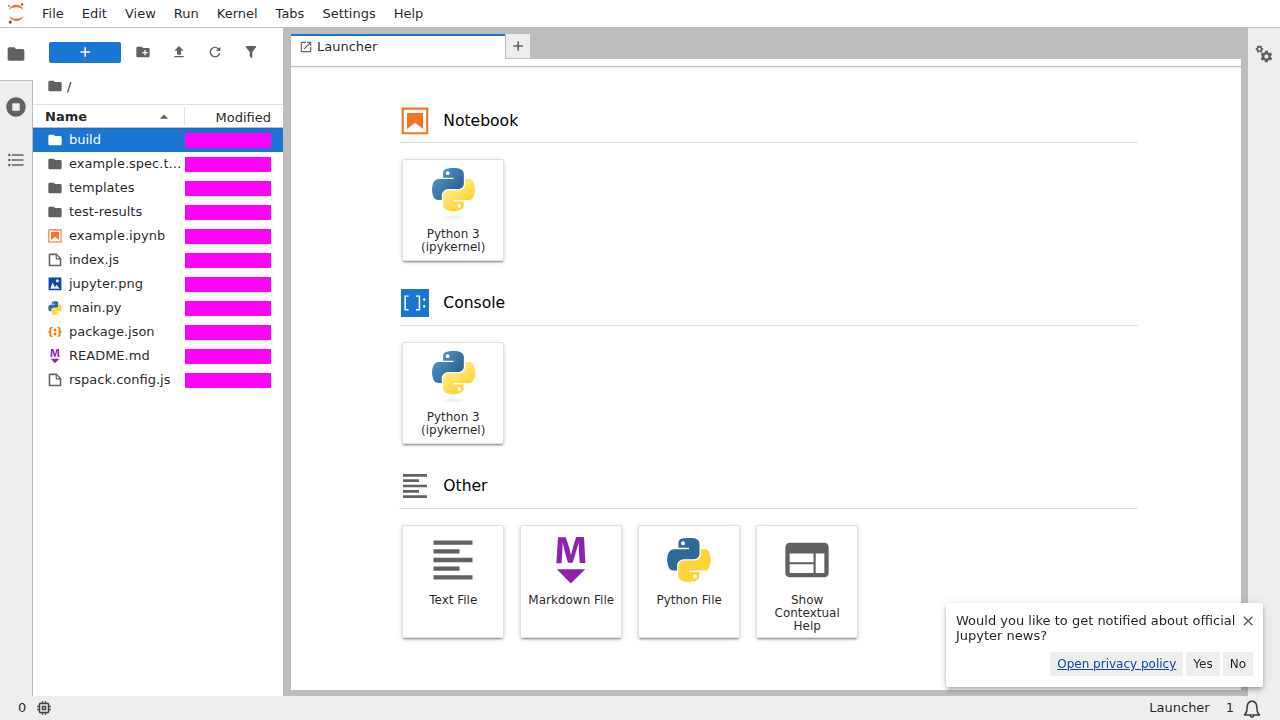 File Edit View Run Kernel Tabs Settings Help
Launcher
/
Name Modified
build
example.spec.t...
templates
test-results
example.ipynb
index.js
jupyter.png
main.py
package.json
README.md
rspack.config.js
Notebook
Python 3
(ipykernel)
Console
Python 3
(ipykernel)
Other
Text File
Markdown File
Python File
Show
Contextual
Help
Would you like to get notified about official
Jupyter news?
Open privacy policy Yes No
0
Launcher 1